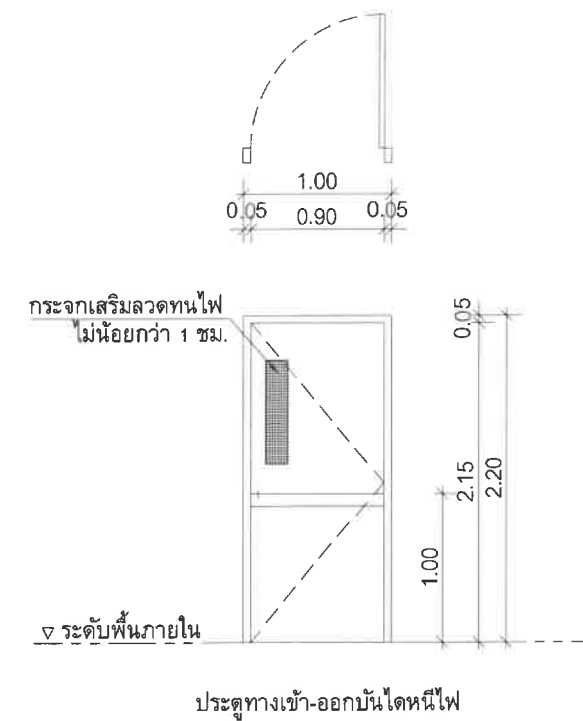 1.00
0.05 0.90 0.05
กระจกเสริมลวดทนไฟ
ไม่น้อยกว่า 1 ชม.
0.05
2.15
2.20
1.00
ระดับพื้นภายใน
ประตูทางเข้า-ออกบันไดหนีไฟ